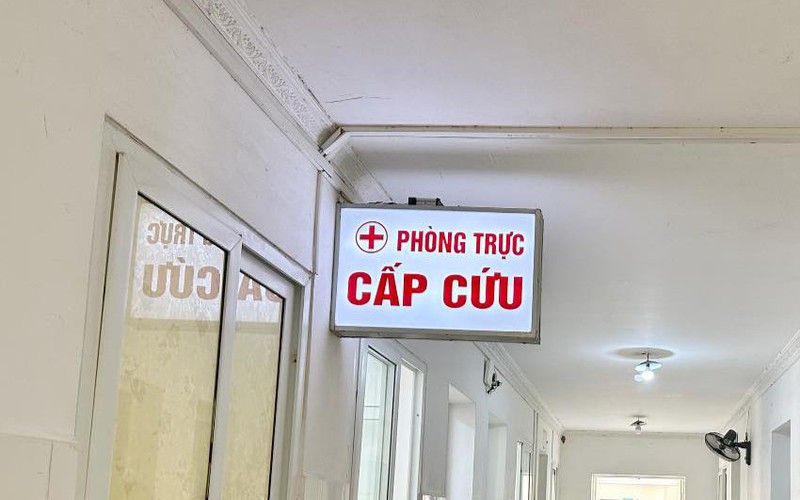 PHÒNG TRỰC
CẤP CỨU